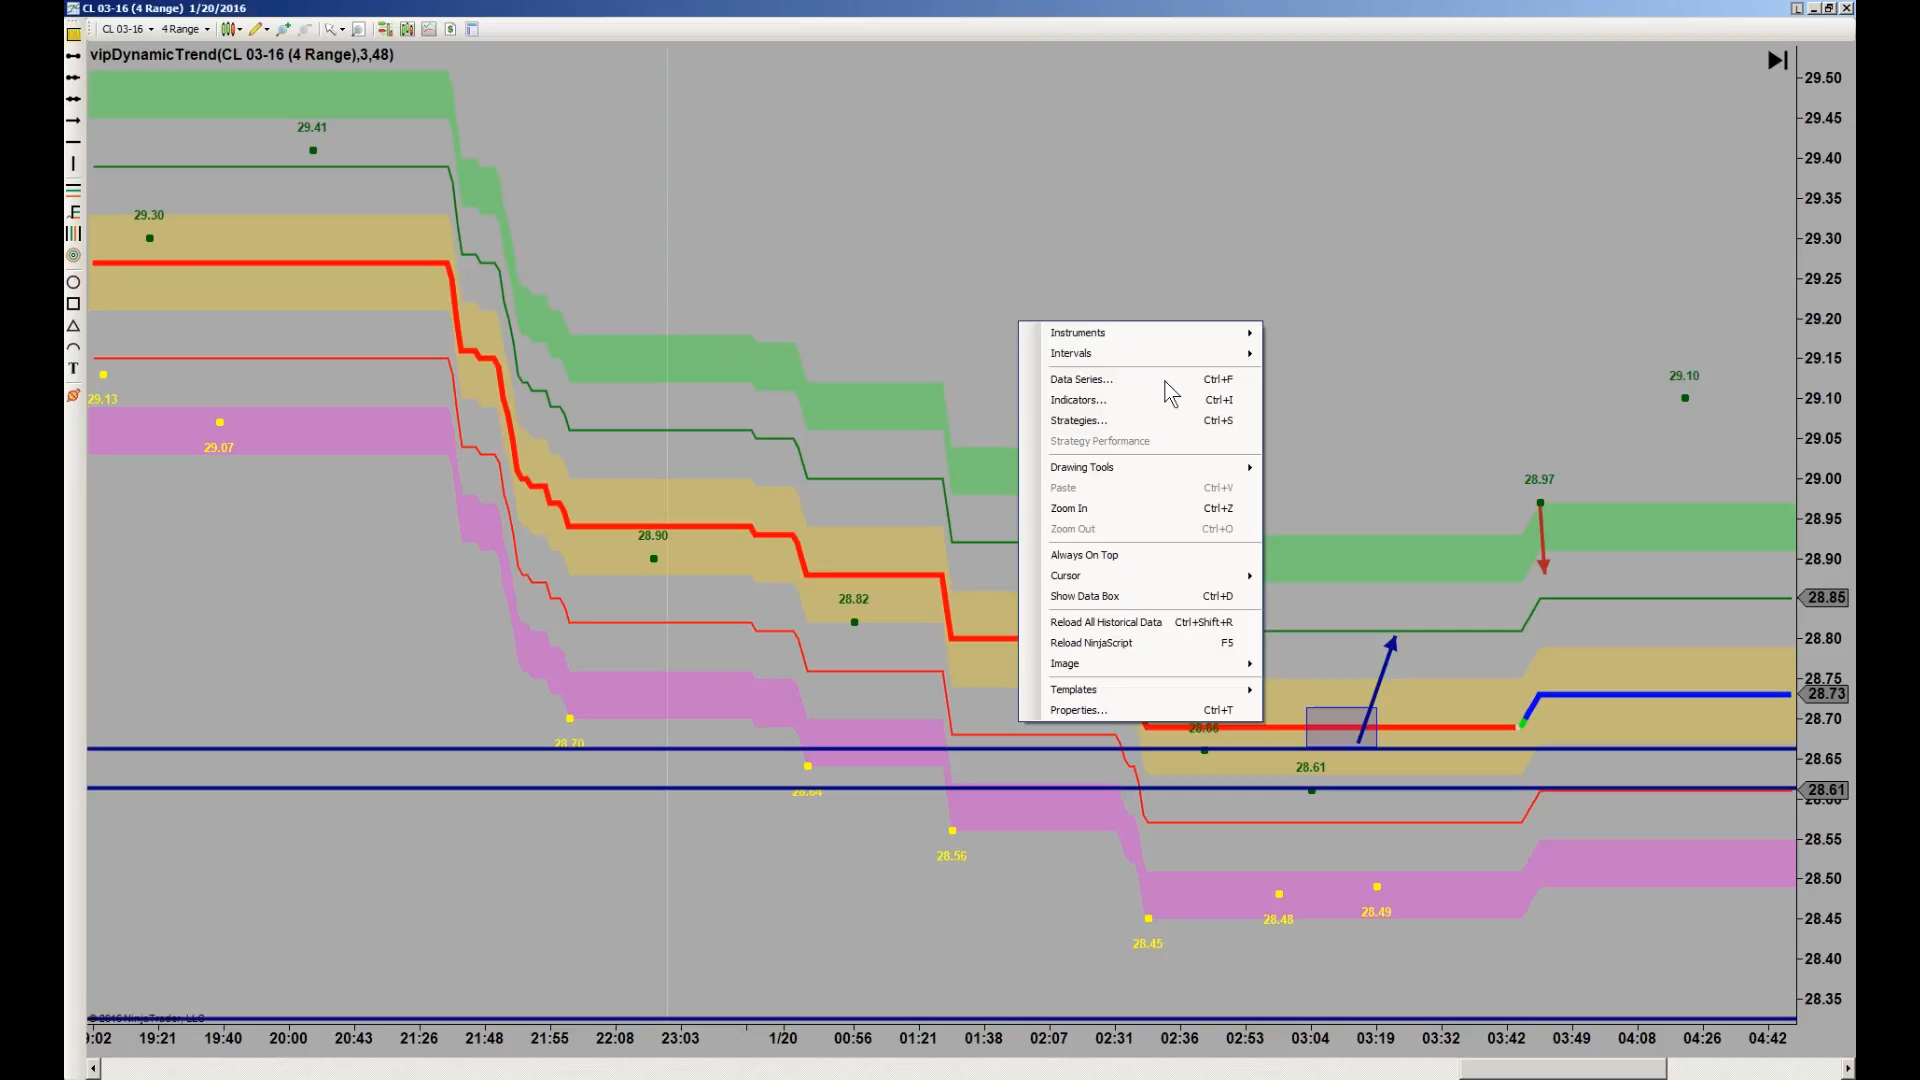 CL 03-16 (4 Range) 1/20/2016
CL 03-16
4 Range
vipDynamicTrend(CL 03-16 (4 Range),3,48)
29.50
29.45
29.40
29.35
29.30
29.25
29.20
29.15
29.10
29.05
29.00
28.95
28.90
28.85
28.80
28.75
28.73
28.70
28.65
28.61
28.55
28.50
28.45
28.40
28.35
29.41
29.30
29.13
29.07
28.90
28.82
28.70
28.64
28.56
28.45
28.61
28.48
28.49
28.97
29.10
Instruments
Intervals
Data Series... Ctrl+F
Indicators... Ctrl+I
Strategies... Ctrl+S
Strategy Performance
Drawing Tools
Paste Ctrl+V
Zoom In Ctrl+Z
Zoom Out Ctrl+O
Always On Top
Cursor
Show Data Box Ctrl+D
Reload All Historical Data Ctrl+Shift+R
Reload NinjaScript F5
Image
Templates
Properties... Ctrl+T
© 2016 NinjaTrader, LLC
9:02 19:21 19:40 20:00 20:43 21:26 21:48 21:55 22:08 23:03 1/20 00:56 01:21 01:38 02:07 02:31 02:36 02:53 03:04 03:19 03:32 03:42 03:49 04:08 04:26 04:42